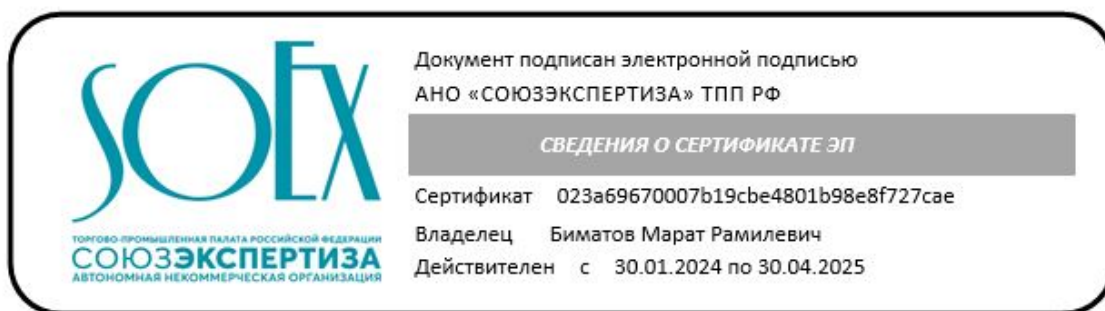 SOEX
ТОРГОВО-ПРОМЫШЛЕННАЯ ПАЛАТА РОССИЙСКОЙ ФЕДЕРАЦИИ
СОЮЗЭКСПЕРТИЗА
АВТОНОМНАЯ НЕКОММЕРЧЕСКАЯ ОРГАНИЗАЦИЯ
Документ подписан электронной подписью
АНО «СОЮЗЭКСПЕРТИЗА» ТПП РФ
СВЕДЕНИЯ О СЕРТИФИКАТЕ ЭП
Сертификат 023a69670007b19cbe4801b98e8f727cae
Владелец Биматов Марат Рамилевич
Действителен с 30.01.2024 по 30.04.2025